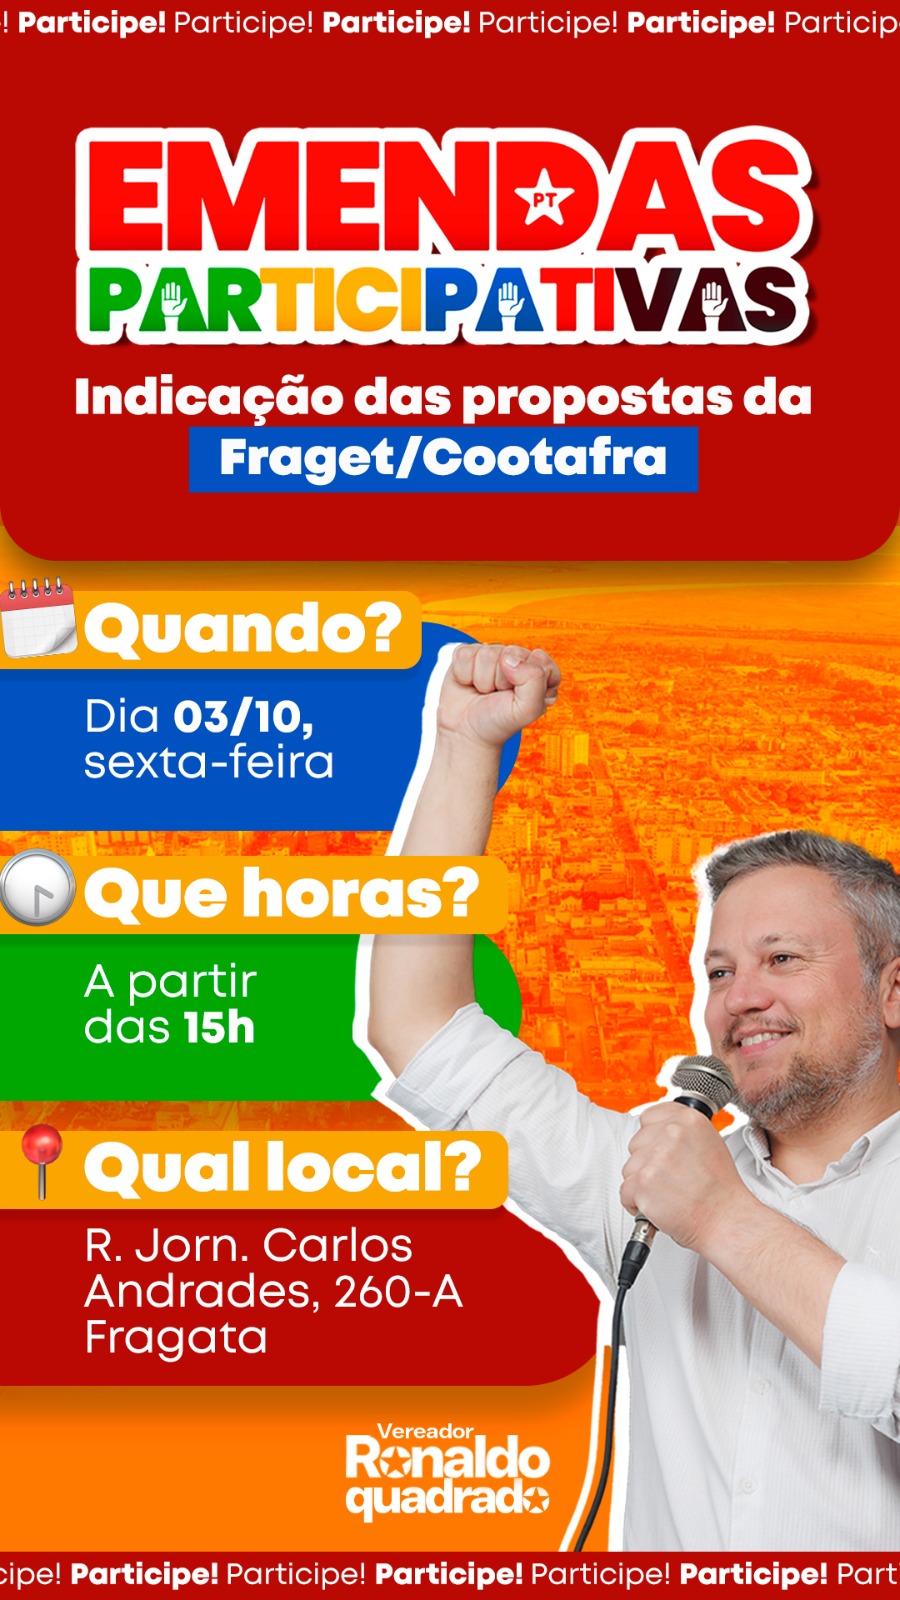 ! Participe! Participe! Participe! Participe! Participe! Particip
EMENDAS
PT
PARTICIPATIVAS
Indicação das propostas da
Fraget/Cootafra
Quando?
Dia 03/10,
sexta-feira
Que horas?
A partir
das 15h
Qual local?
R. Jorn. Carlos
Andrades, 260-A
Fragata
Vereador
Ronaldo
quadrado
cipe! Participe! Participe! Participe! Participe! Participe! Parti